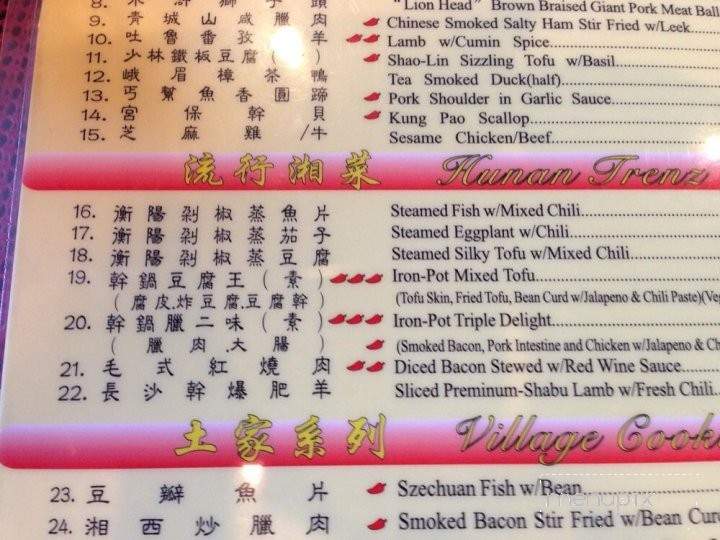 "Lion Head" Brown Braised Giant Pork Meat Ball
9. 青城山咸臘肉 Chinese Smoked Salty Ham Stir Fried w/Leek
10. 吐魯番孜羊 Lamb w/Cumin Spice
11. 少林鐵板豆腐( ) Shao-Lin Sizzling Tofu w/Basil
12. 峨眉樟茶鴨 Tea Smoked Duck(half)
13. 丐幫魚香圓蹄 Pork Shoulder in Garlic Sauce
14. 宮保幹貝 Kung Pao Scallop
15. 芝麻雞/牛 Sesame Chicken/Beef
流行湘菜 Hunan Trenz
16. 衡陽剁椒蒸魚片 Steamed Fish w/Mixed Chili
17. 衡陽剁椒蒸茄子 Steamed Eggplant w/Chili
18. 衡陽剁椒蒸豆腐 Steamed Silky Tofu w/Mixed Chili
19. 幹鍋豆腐王(素) Iron-Pot Mixed Tofu
(腐皮.炸豆腐.豆腐幹) (Tofu Skin, Fried Tofu, Bean Curd w/Jalapeno & Chili Paste)(Ve
20. 幹鍋臘二味(素) Iron-Pot Triple Delight
(臘肉.大腸) (Smoked Bacon, Pork Intestine and Chicken w/Jalapeno & Ch
21. 毛式紅燒肉 Diced Bacon Stewed w/Red Wine Sauce
22. 長沙幹爆肥羊 Sliced Preminum-Shabu Lamb w/Fresh Chili
土家系列 Village Cook
23. 豆瓣魚片 Szechuan Fish w/Bean
24. 湘西炒臘肉 Smoked Bacon Stir Fried w/Bean Curd
menupix